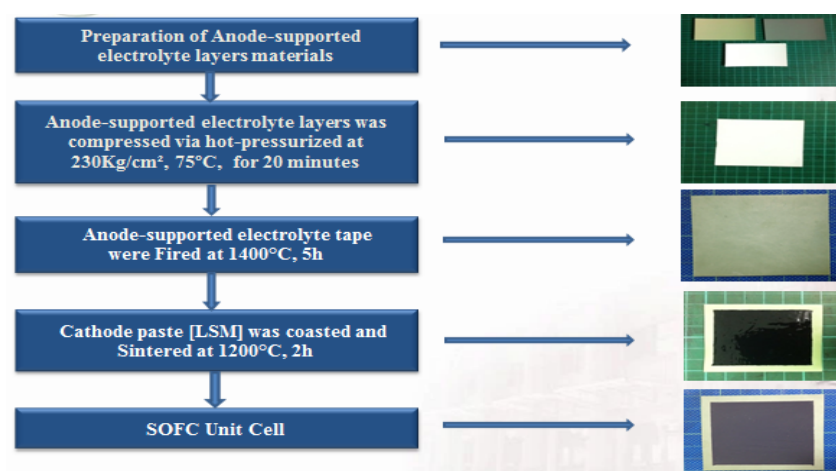 Preparation of Anode-supported
electrolyte layers materials
Anode-supported electrolyte layers was
compressed via hot-pressurized at
230Kg/cm², 75°C, for 20 minutes
Anode-supported electrolyte tape
were Fired at 1400°C, 5h
Cathode paste [LSM] was coasted and
Sintered at 1200°C, 2h
SOFC Unit Cell